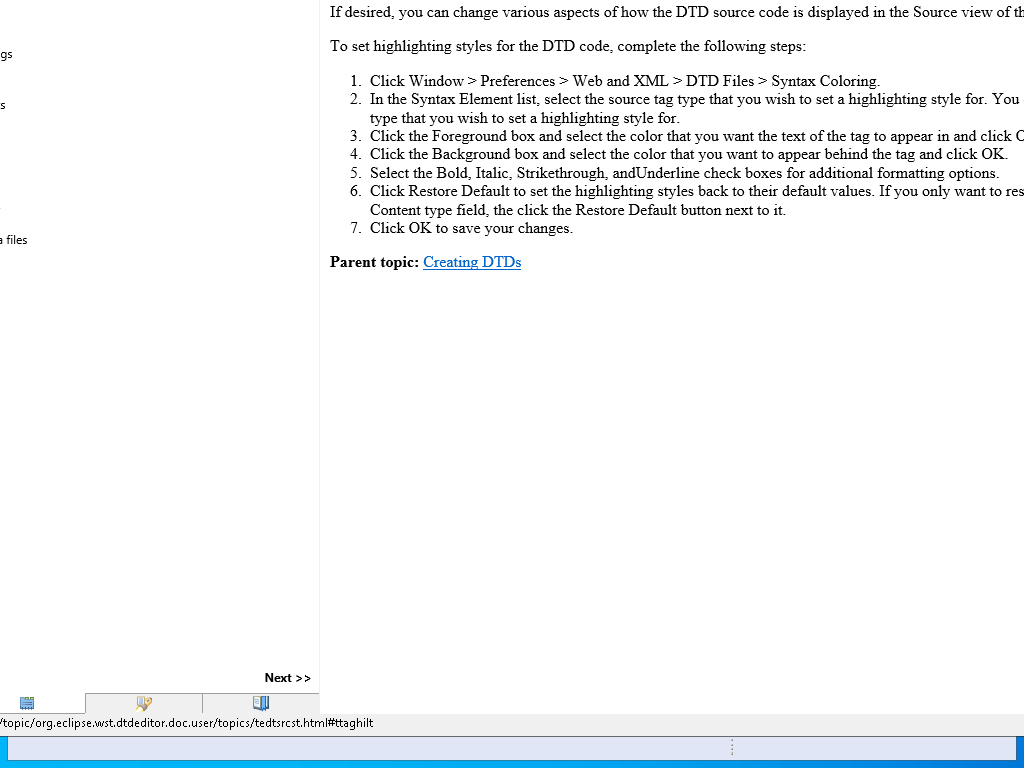 If desired, you can change various aspects of how the DTD source code is displayed in the Source view of th
To set highlighting styles for the DTD code, complete the following steps:
gs
1. Click Window > Preferences > Web and XML > DTD Files > Syntax Coloring.
2. In the Syntax Element list, select the source tag type that you wish to set a highlighting style for. You
s
type that you wish to set a highlighting style for.
3. Click the Foreground box and select the color that you want the text of the tag to appear in and click O
4. Click the Background box and select the color that you want to appear behind the tag and click OK.
5. Select the Bold, Italic, Strikethrough, andUnderline check boxes for additional formatting options.
6. Click Restore Default to set the highlighting styles back to their default values. If you only want to res
Content type field, the click the Restore Default button next to it.
7. Click OK to save your changes.
a files
Parent topic: Creating DTDs
Next >>
/topic/org.eclipse.wst.dtdeditor.doc.user/topics/tedtsrcst.html#ttaghilt